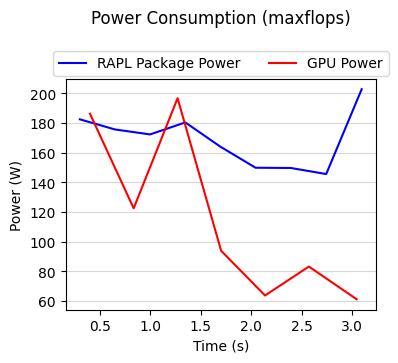 Power Consumption (maxflops)
RAPL Package Power
GPU Power
200
180
160
140
120
100
80
60
Power (W)
0.5 1.0 1.5 2.0 2.5 3.0
Time (s)